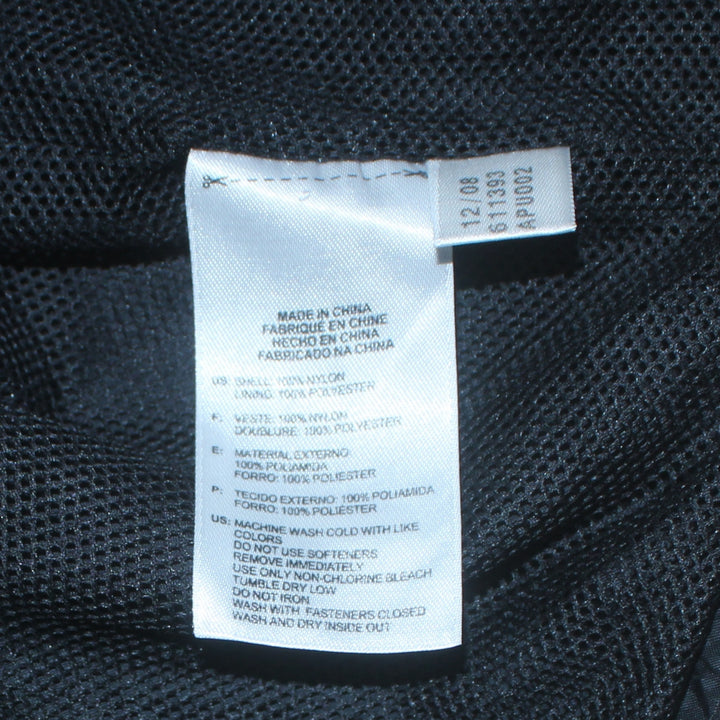 MADE IN CHINA
FABRIQUE EN CHINE
HECHO EN CHINA
FABRICADO NA CHINA
US: SHELL: 100% NYLON
LINING: 100% POLYESTER
F: VESTE: 100% NYLON
DOUBLURE: 100% POLYESTER
E: MATERIAL EXTERNO:
100% POLIAMIDA
FORRO: 100% POLIESTER
P: TECIDO EXTERNO: 100% POLIAMIDA
FORRO: 100% POLIÉSTER
US: MACHINE WASH COLD WITH LIKE
COLORS
DO NOT USE SOFTENERS
REMOVE IMMEDIATELY
USE ONLY NON-CHLORINE BLEACH
TUMBLE DRY LOW
DO NOT IRON
WASH WITH FASTENERS CLOSED
WASH AND DRY INSIDE OUT
12/08
611393
APU002